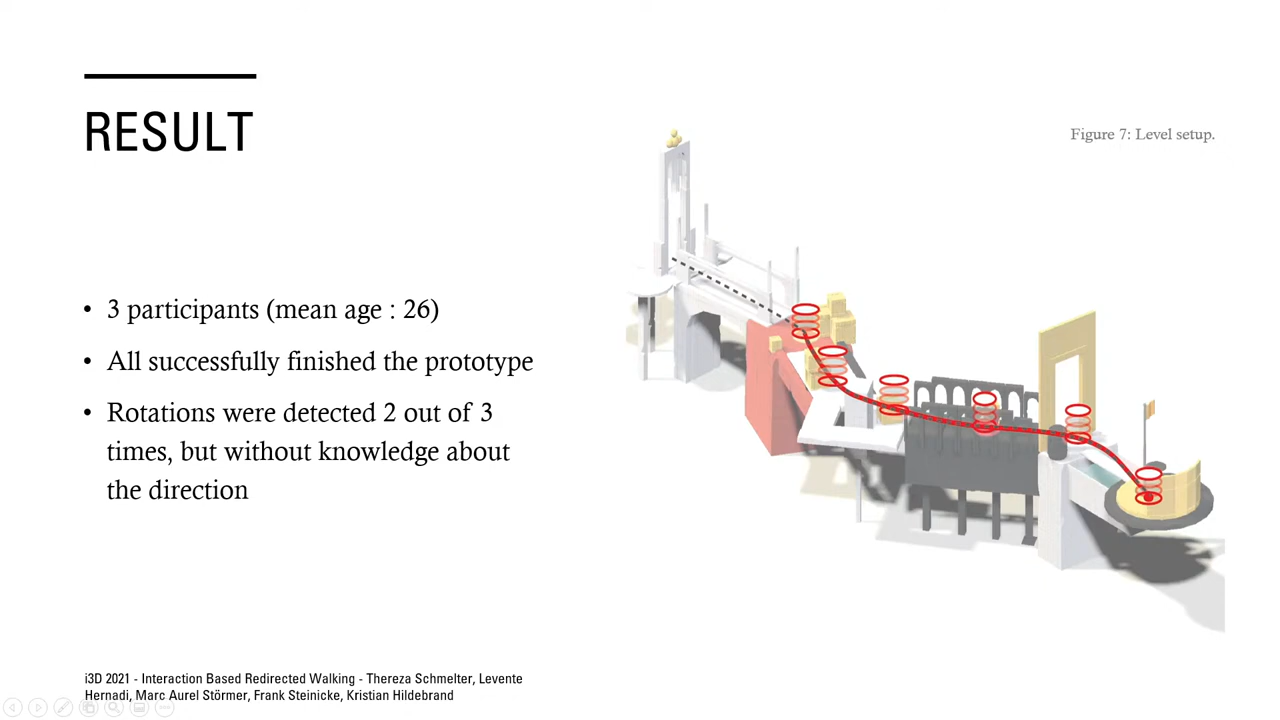 RESULT
Figure 7: Level setup.
• 3 participants (mean age : 26)
• All successfully finished the prototype
• Rotations were detected 2 out of 3
times, but without knowledge about
the direction
i3D 2021 - Interaction Based Redirected Walking - Thereza Schmelter, Levente
Hernadi, Marc Aurel Störmer, Frank Steinicke, Kristian Hildebrand